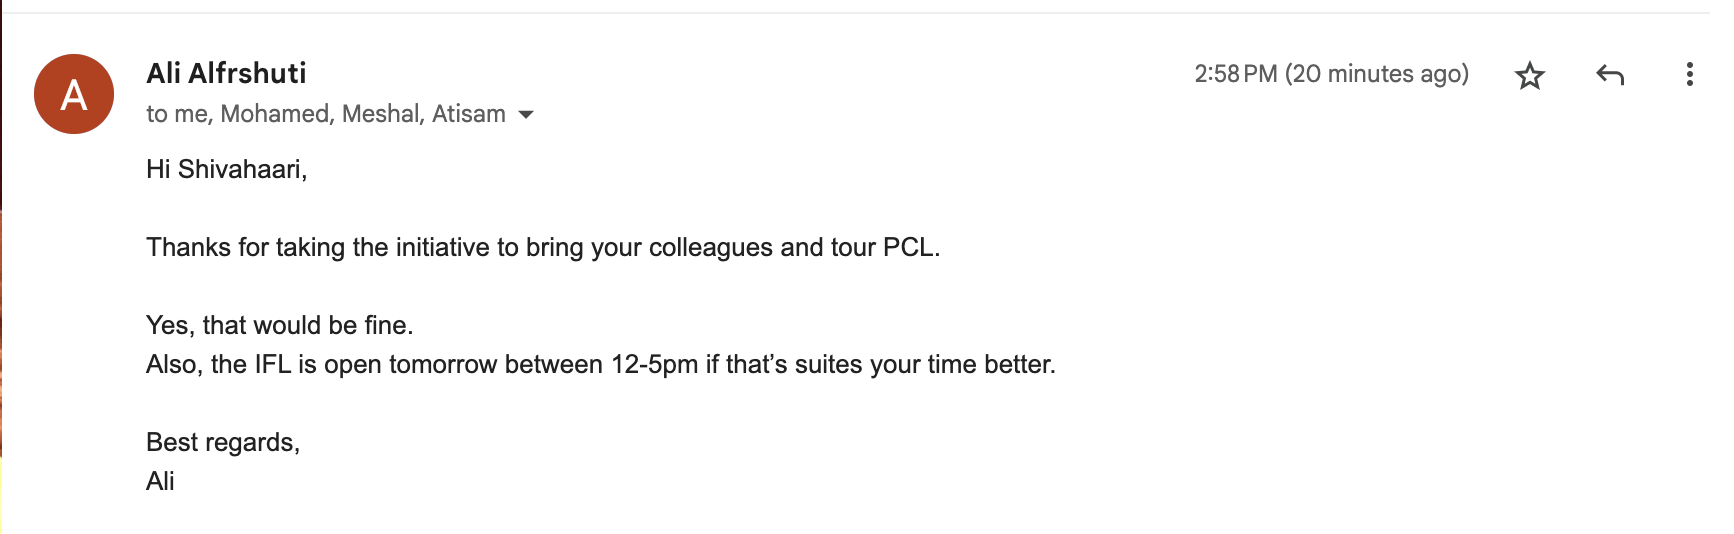 Ali Alfrshuti
2:58 PM (20 minutes ago)
to me, Mohamed, Meshal, Atisam
A
Hi Shivahaari,
Thanks for taking the initiative to bring your colleagues and tour PCL.
Yes, that would be fine.
Also, the IFL is open tomorrow between 12-5pm if that’s suites your time better.
Best regards,
Ali